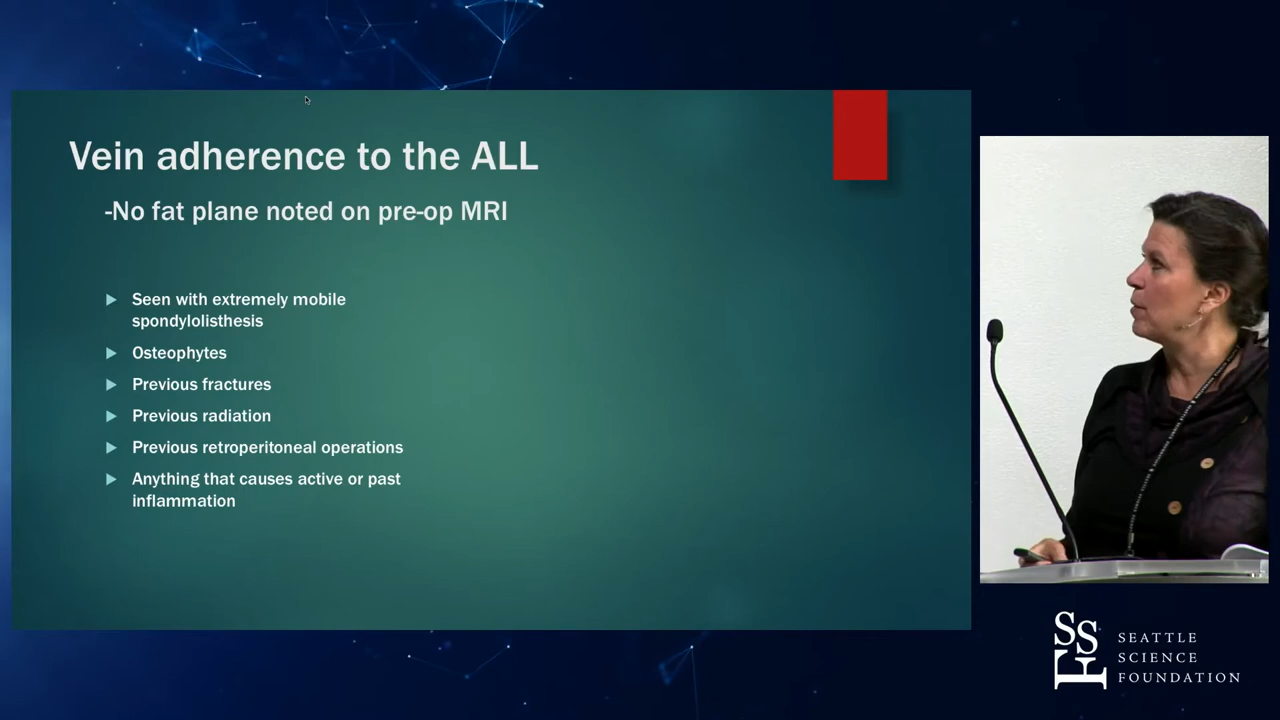 Vein adherence to the ALL
-No fat plane noted on pre-op MRI
Seen with extremely mobile
spondylolisthesis
Osteophytes
Previous fractures
Previous radiation
Previous retroperitoneal operations
Anything that causes active or past
inflammation
SSF
SEATTLE
SCIENCE
FOUNDATION